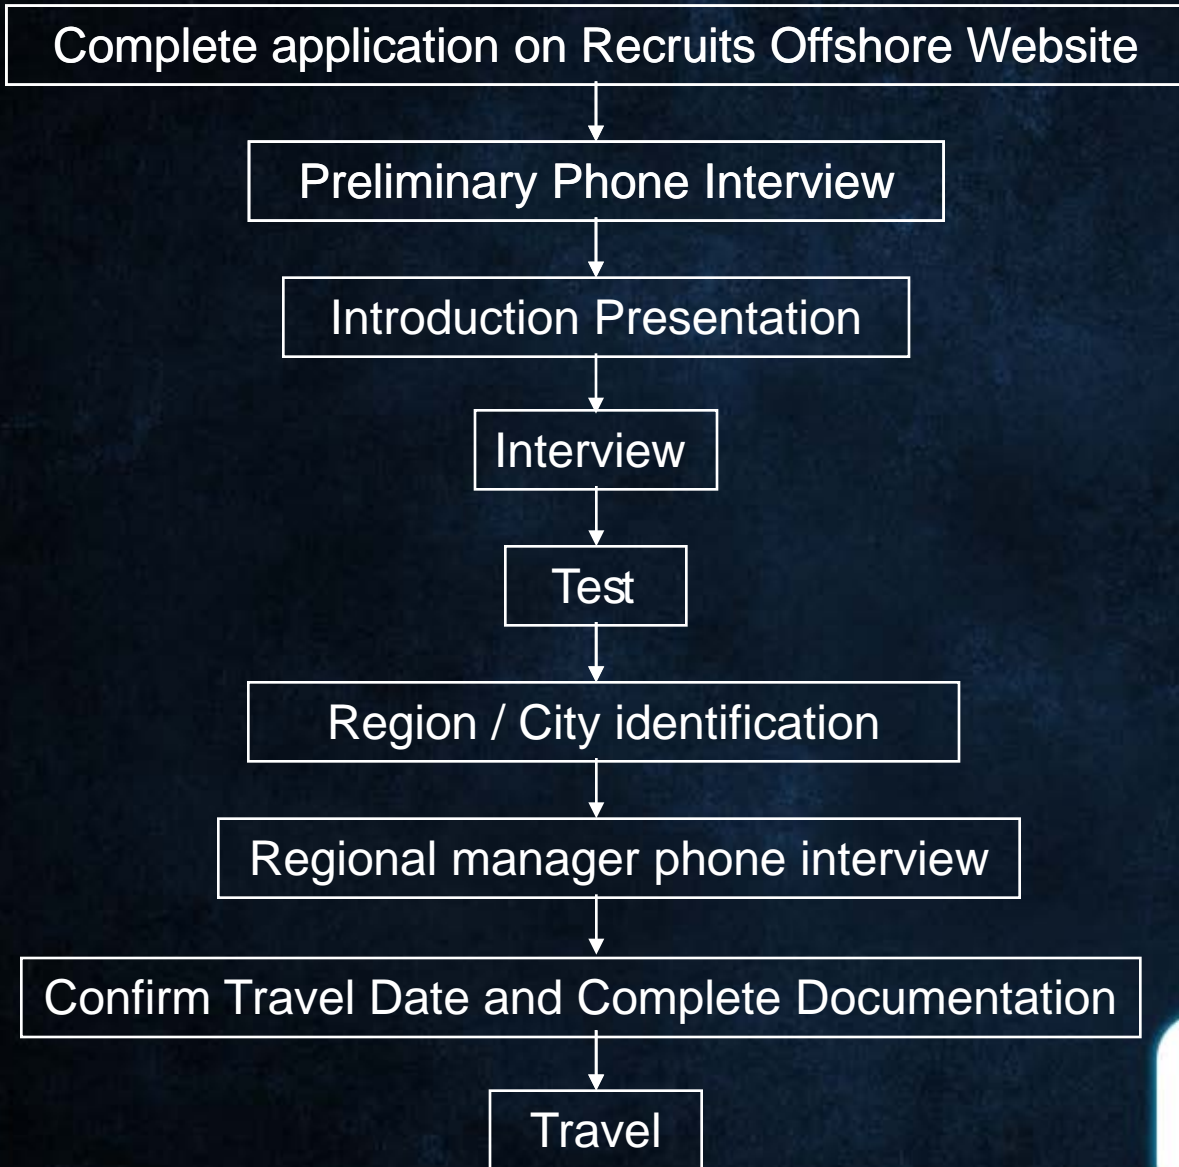 Complete application on Recruits Offshore Website
Preliminary Phone Interview
Introduction Presentation
Interview
Test
Region / City identification
Regional manager phone interview
Confirm Travel Date and Complete Documentation
Travel